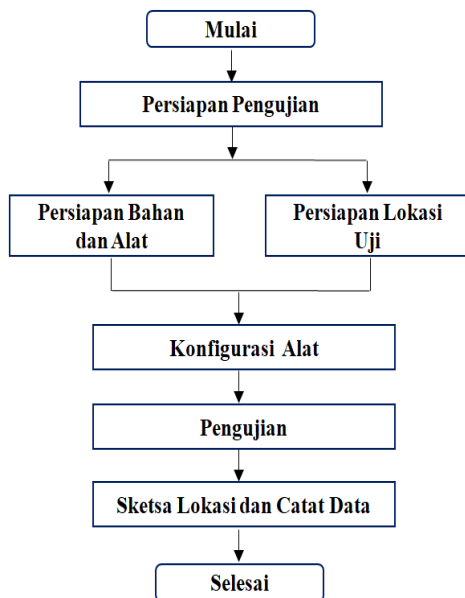 Mulai
Persiapan Pengujian
Persiapan Bahan
dan Alat
Persiapan Lokasi
Uji
Konfigurasi Alat
Pengujian
Sketsa Lokasi dan Catat Data
Selesai